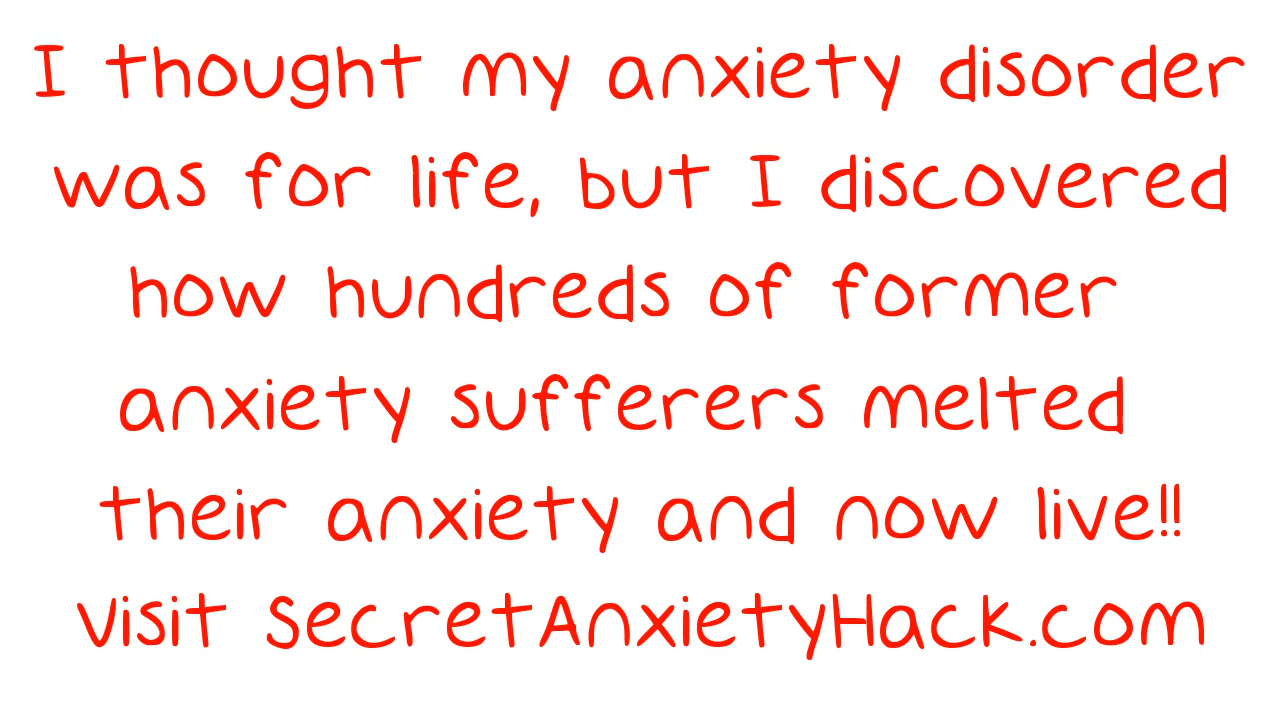 I thought my anxiety disorder
was for life, but I discovered
how hundreds of former
anxiety sufferers melted
their anxiety and now live!!
Visit SecretAnxietyHack.com